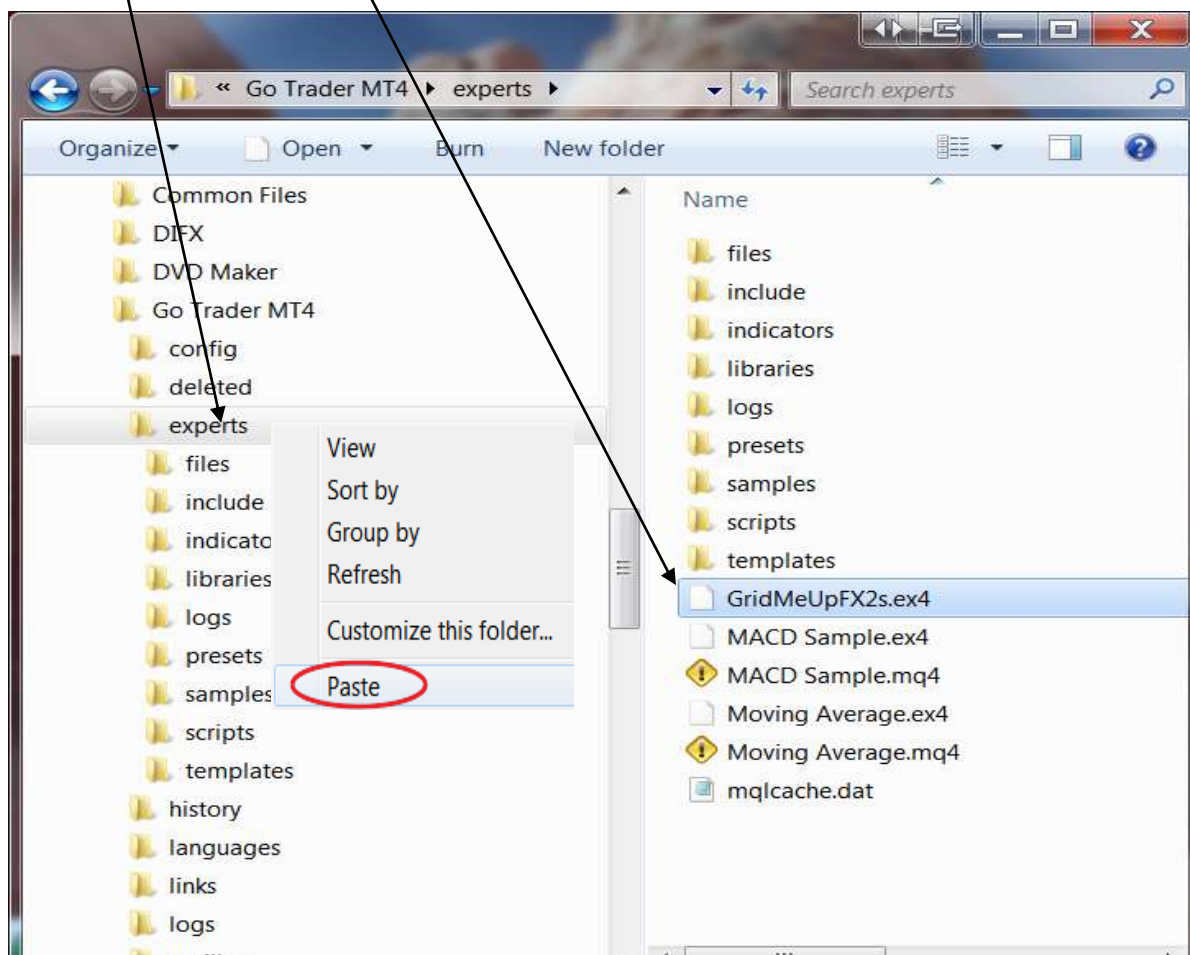 « Go Trader MT4 experts
Search experts
Organize Open Burn New folder
Common Files
DIFX
DVD Maker
Go Trader MT4
config
deleted
experts
files
include
libraries
logs
presets
samples
scripts
templates
history
languages
links
logs
View
Sort by
Group by
Refresh
Customize this folder...
Paste
Name
files
include
indicators
libraries
logs
presets
samples
scripts
templates
GridMeUpFX2s.ex4
MACD Sample.ex4
MACD Sample.mq4
Moving Average.ex4
Moving Average.mq4
mqlcache.dat